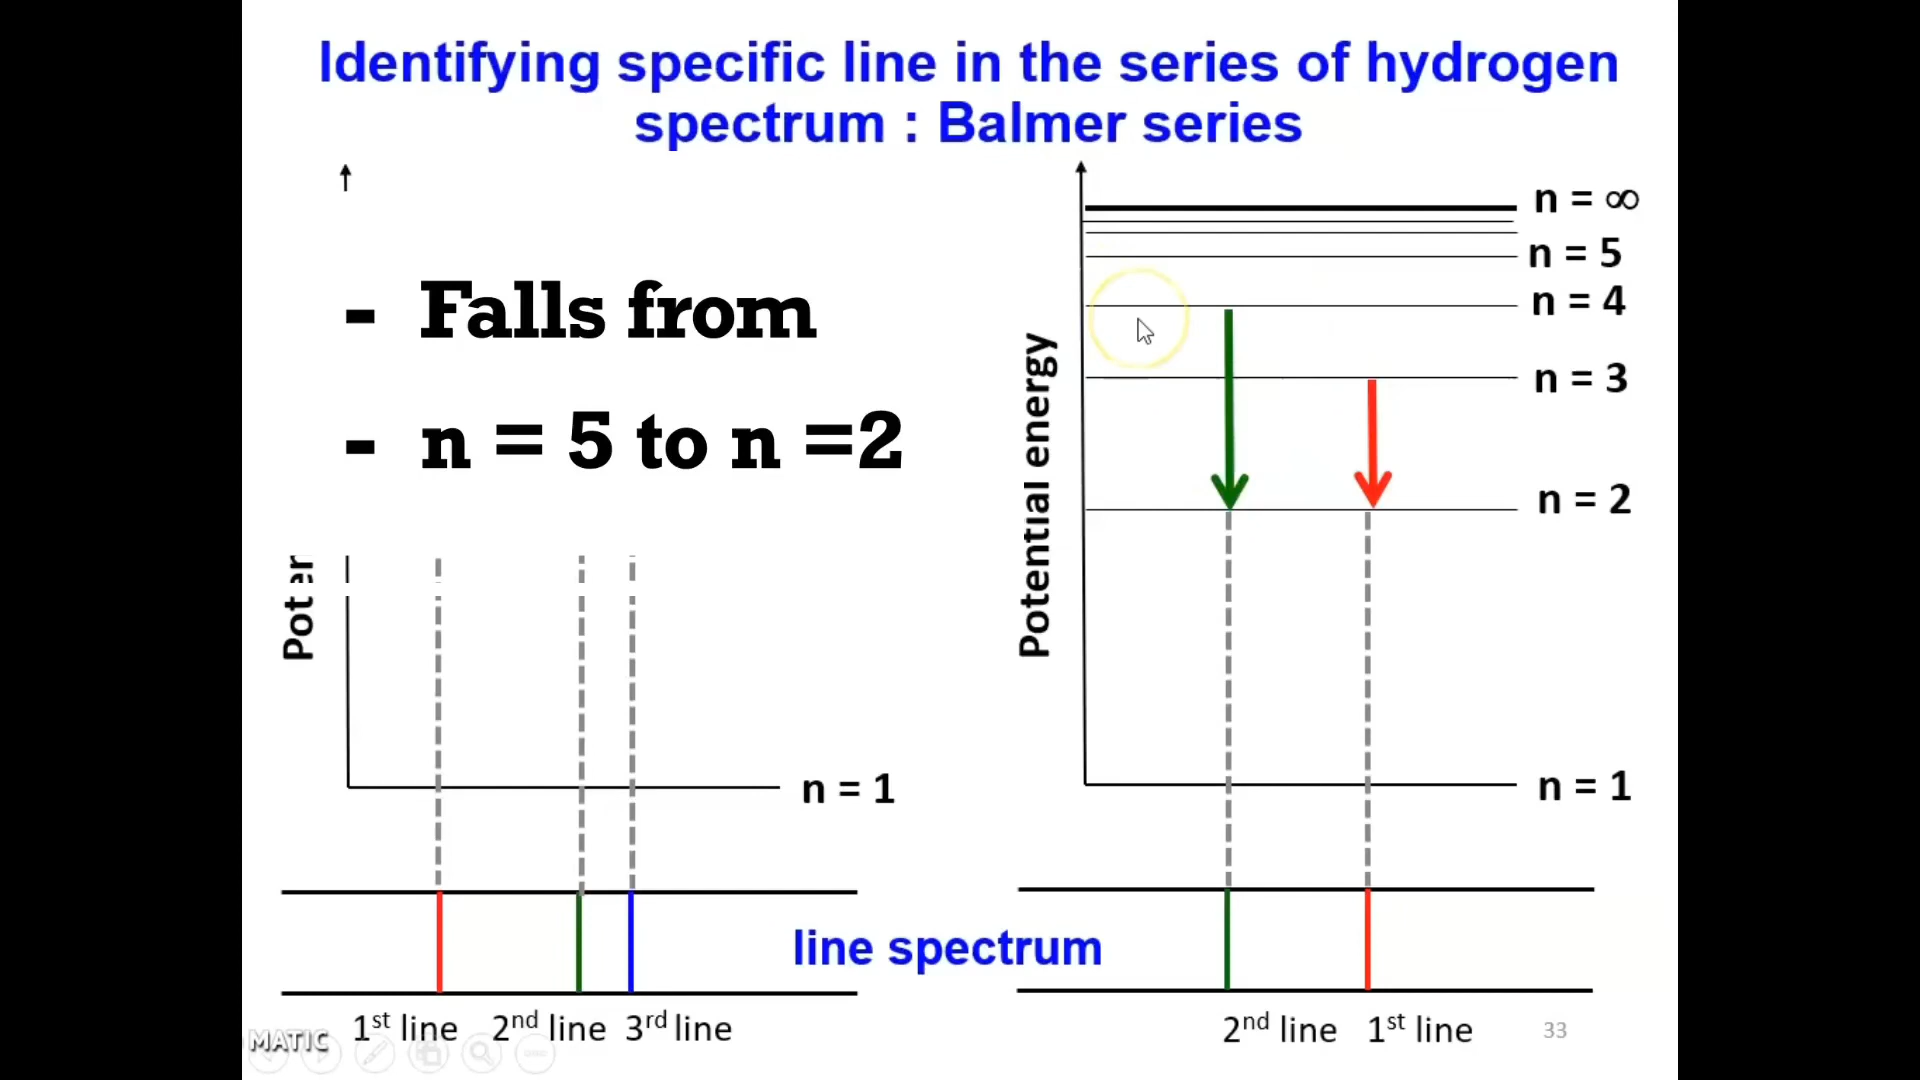 Identifying specific line in the series of hydrogen
spectrum : Balmer series
- Falls from
- n = 5 to n =2
n = 1
1st line 2nd line 3rd line
line spectrum
Potential energy
n = ∞
n = 5
n = 4
n = 3
n = 2
n = 1
2nd line 1st line
33
MATIC